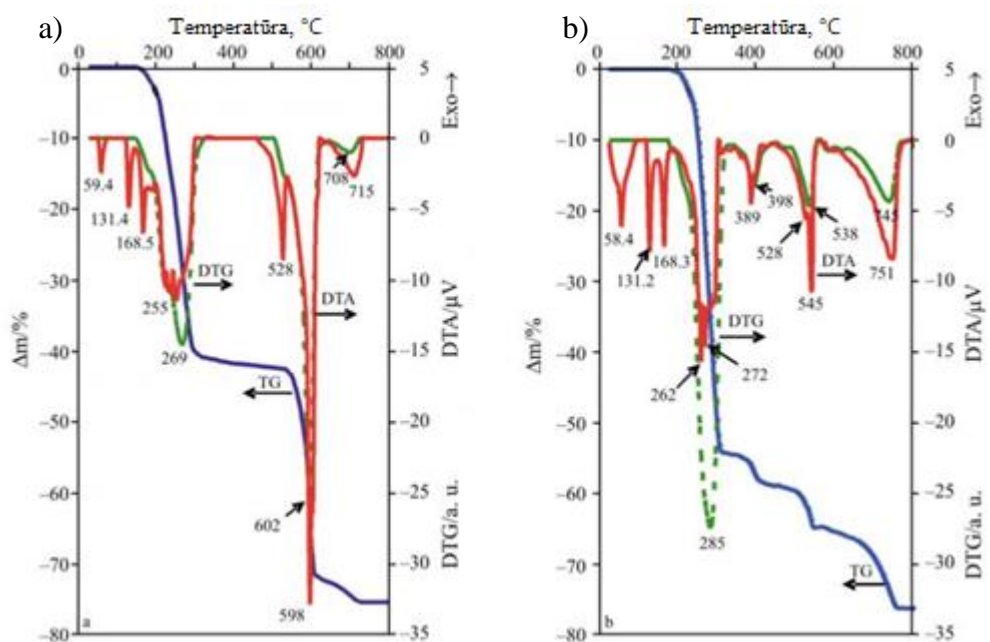 a)
Temperatūra, °C
0 200 400 600 800
0
−10
−20
−30
−40
−50
−60
−70
−80
Δm/%
5
0
−5
−10
−15
−20
−25
−30
−35
Exo→
DTA/μV
DTG/a. u.
59.4
131.4
168.5
255
269
DTG
528
DTA
TG
602
598
708
715
a
b)
Temperatūra, °C
0 200 400 600 800
0
−10
−20
−30
−40
−50
−60
−70
−80
Δm/%
5
0
−5
−10
−15
−20
−25
−30
−35
Exo→
DTA/μV
DTG/a. u.
58.4
131.2
168.3
262
272
285
DTG
389
398
528
538
545
DTA
745
751
TG
b